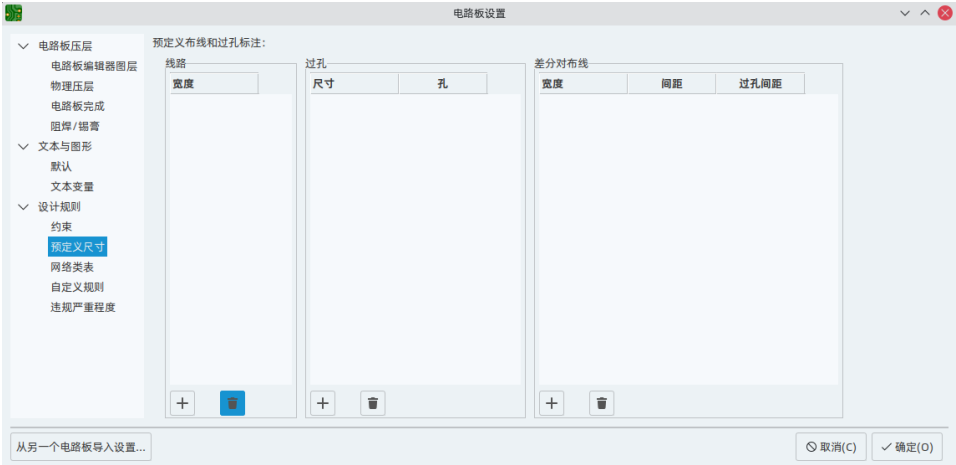 电路板设置
电路板压层
电路板编辑器图层
物理压层
电路板完成
阻焊/锡膏
文本与图形
默认
文本变量
设计规则
约束
预定义尺寸
网络类表
自定义规则
违规严重程度
预定义布线和过孔标注：
线路
宽度
过孔
尺寸 孔
差分对布线
宽度 间距 过孔间距
从另一个电路板导入设置...
取消(C) 确定(O)